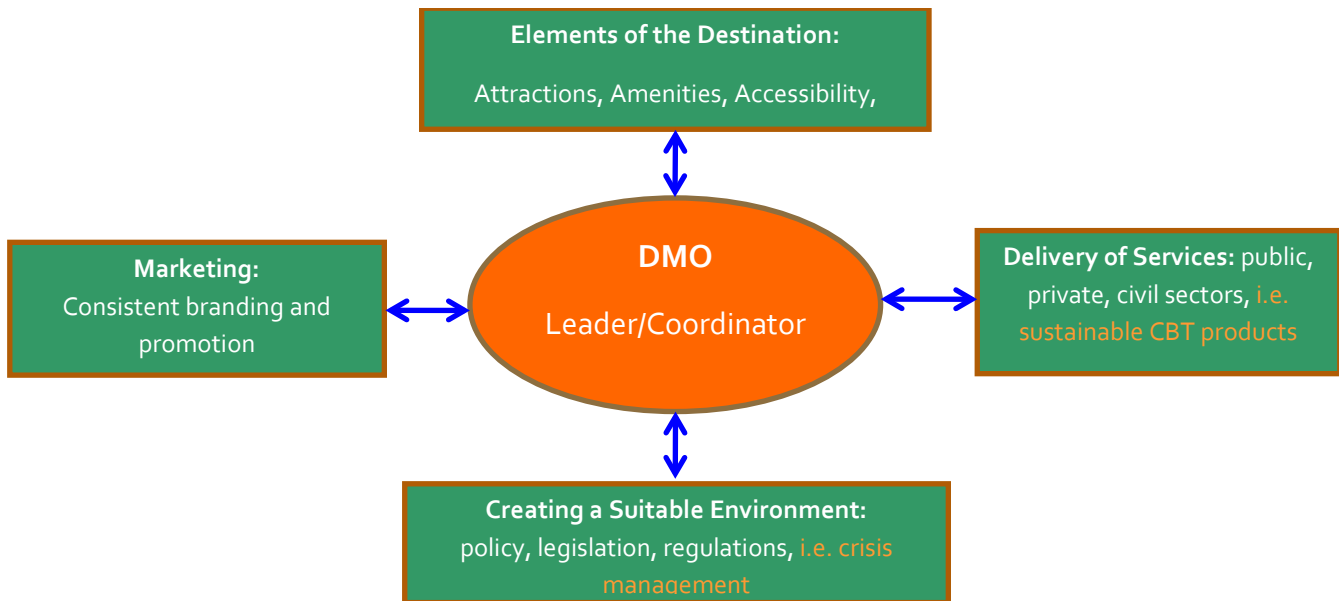 Elements of the Destination:
Attractions, Amenities, Accessibility,
Marketing:
Consistent branding and
promotion
DMO
Leader/Coordinator
Delivery of Services: public,
private, civil sectors, i.e.
sustainable CBT products
Creating a Suitable Environment:
policy, legislation, regulations, i.e. crisis
management